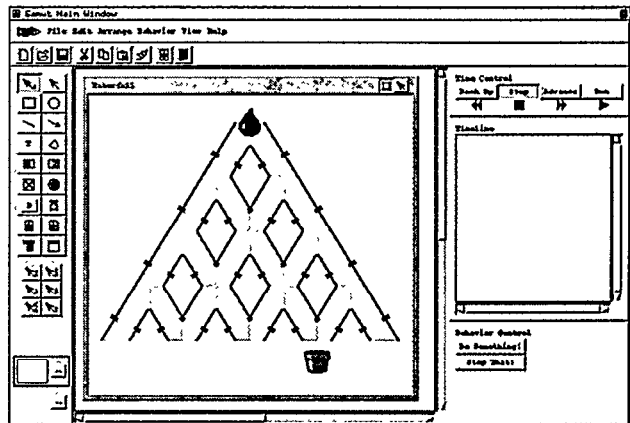 Gamut Main Window
File Edit Arrange Behavior View Help
Waterfall
Time Control
Back Up Stop Advance Run
Timeline
Behavior Control
Do Something!
Stop That!